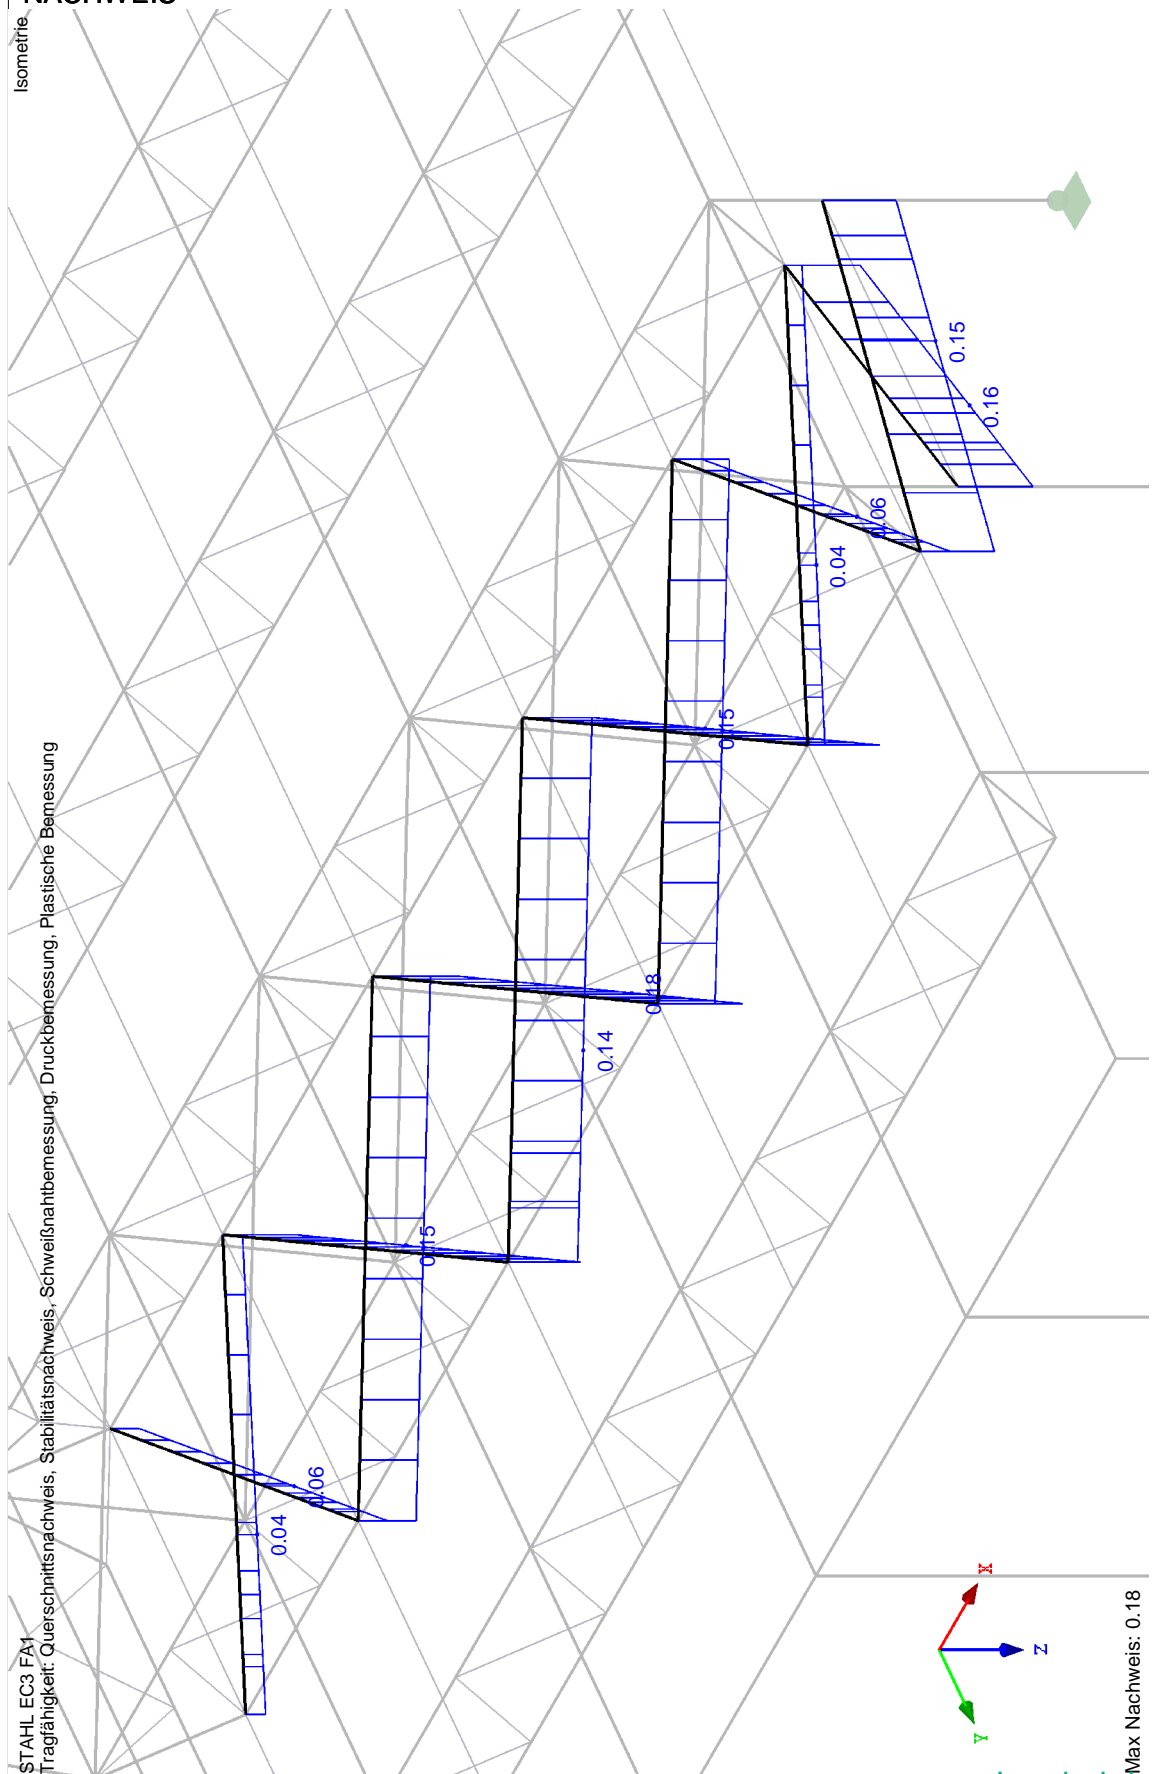 NACHWEIS
Isometrie
STAHL EC3 FA1
Tragfähigkeit: Querschnittsnachweis, Stabilitätsnachweis, Schweißnahtbemessung, Druckbemessung, Plastische Bemessung
0.15
0.16
0.06
0.04
0.15
0.18
0.14
0.15
0.06
0.04
X
Y
Z
Max Nachweis: 0.18